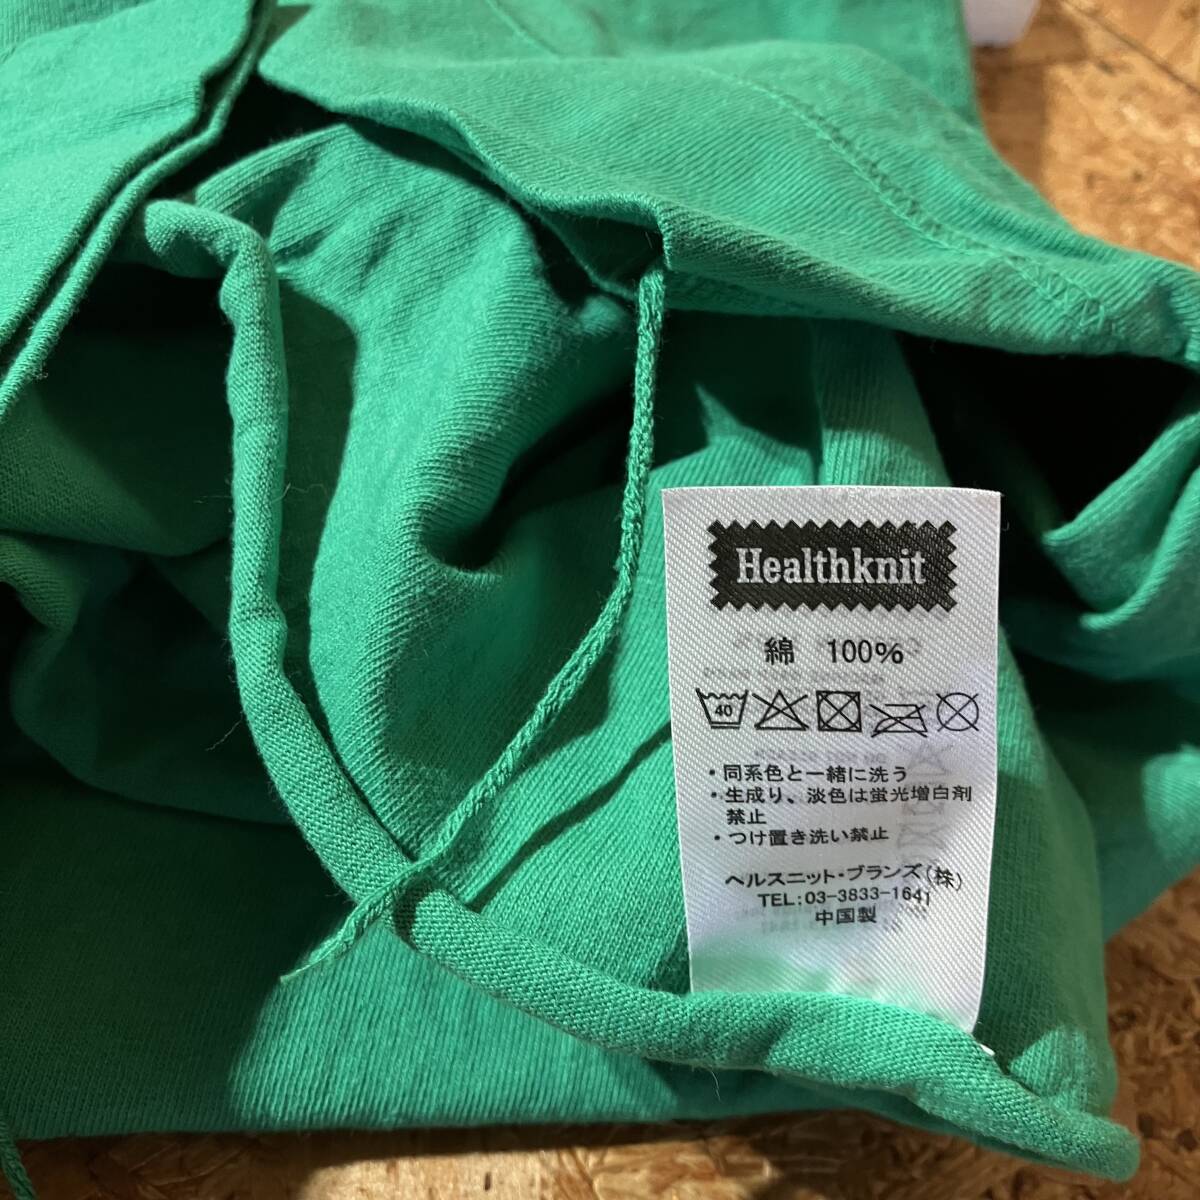 Healthknit
綿 100%
40
・同系色と一緒に洗う
・生成り、淡色は蛍光増白剤
禁止
・つけ置き洗い禁止
ヘルスニット・ブランズ(株)
TEL:03-3833-1641
中国製